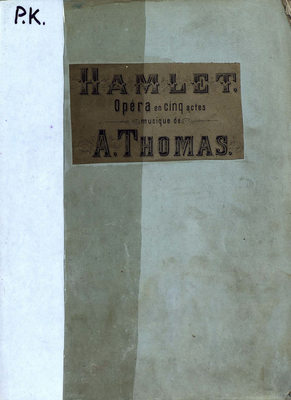 P.K.
HAMLET.
Opéra en cinq actes
musique de
A. THOMAS.